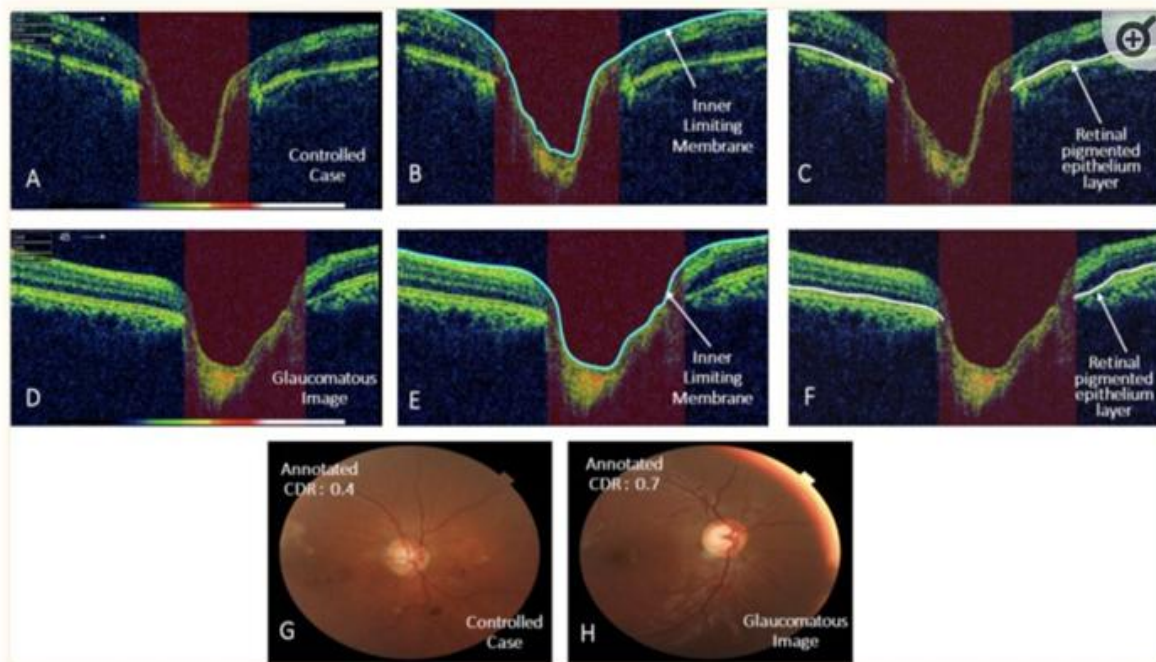 A
Controlled
Case
B
Inner
Limiting
Membrane
C
Retinal
pigmented
epithelium
layer
D
Glaucomatous
Image
45
E
Inner
Limiting
Membrane
F
Retinal
pigmented
epithelium
layer
Annotated
CDR: 0.4
G
Controlled
Case
Annotated
CDR: 0.7
H
Glaucomatous
Image